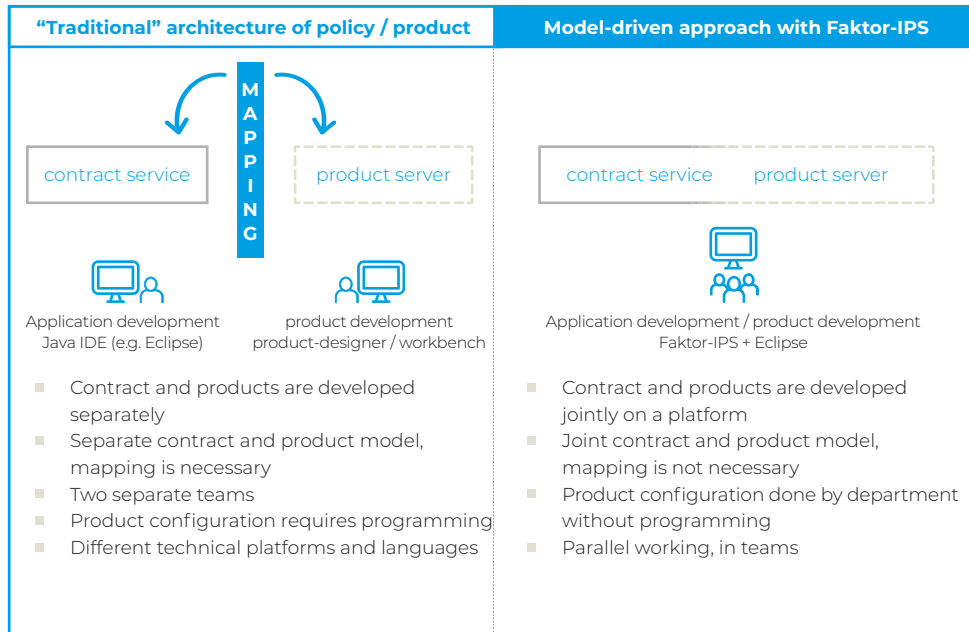 “Traditional” architecture of policy / product
MAPPING
contract service
product server
Application development
Java IDE (e.g. Eclipse)
product development
product-designer / workbench
■ Contract and products are developed
separately
■ Separate contract and product model,
mapping is necessary
■ Two separate teams
■ Product configuration requires programming
■ Different technical platforms and languages
Model-driven approach with Faktor-IPS
contract service
product server
Application development / product development
Faktor-IPS + Eclipse
■ Contract and products are developed
jointly on a platform
■ Joint contract and product model,
mapping is not necessary
■ Product configuration done by department
without programming
■ Parallel working, in teams